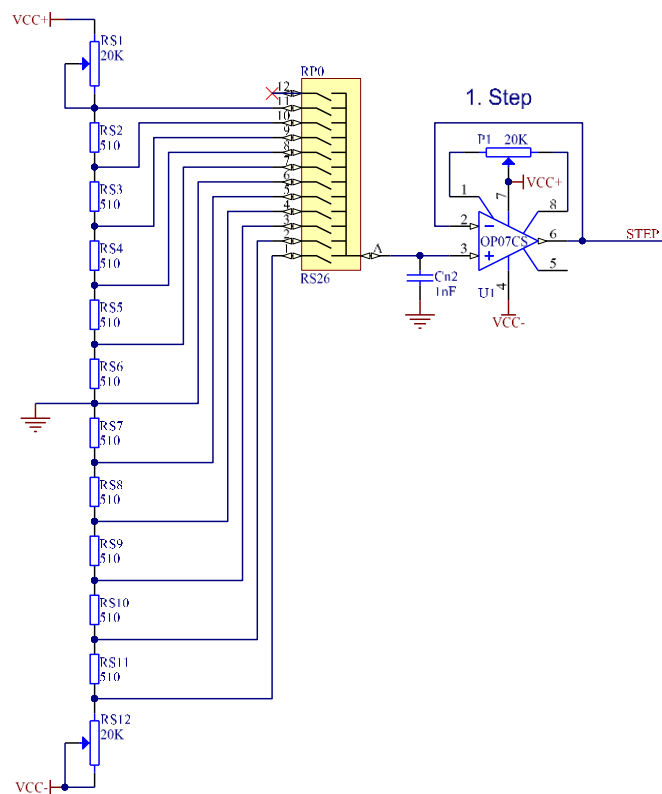 VCC+
RS1
20K
RS2
510
RS3
510
RS4
510
RS5
510
RS6
510
RS7
510
RS8
510
RS9
510
RS10
510
RS11
510
RS12
20K
VCC-
RP0
12
11
10
9
8
7
6
5
4
3
2
1
RS26
A
Cn2
1nF
1. Step
P1 20K
VCC+
1
7
8
2
OP07CS
6
STEP
3
5
4
U1
VCC-